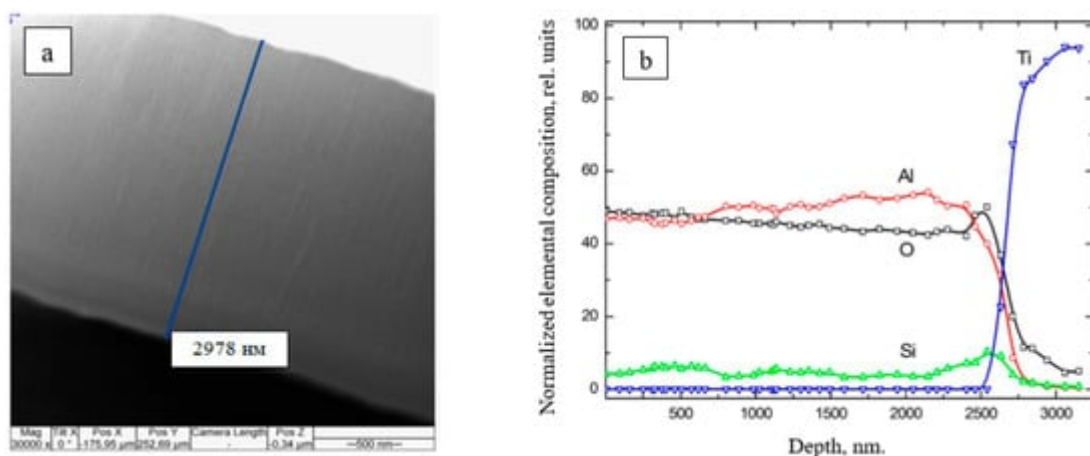 a
2978 нм
Mag Tilt X Pos X Pos Y Camera Length Pos Z
30000 x 0 ° -175,95 µm 252,69 µm - -0,34 µm —500 nm—
b
Normalized elemental composition, rel. units
100
80
60
40
20
0
Ti
Al
O
Si
500 1000 1500 2000 2500 3000
Depth, nm.